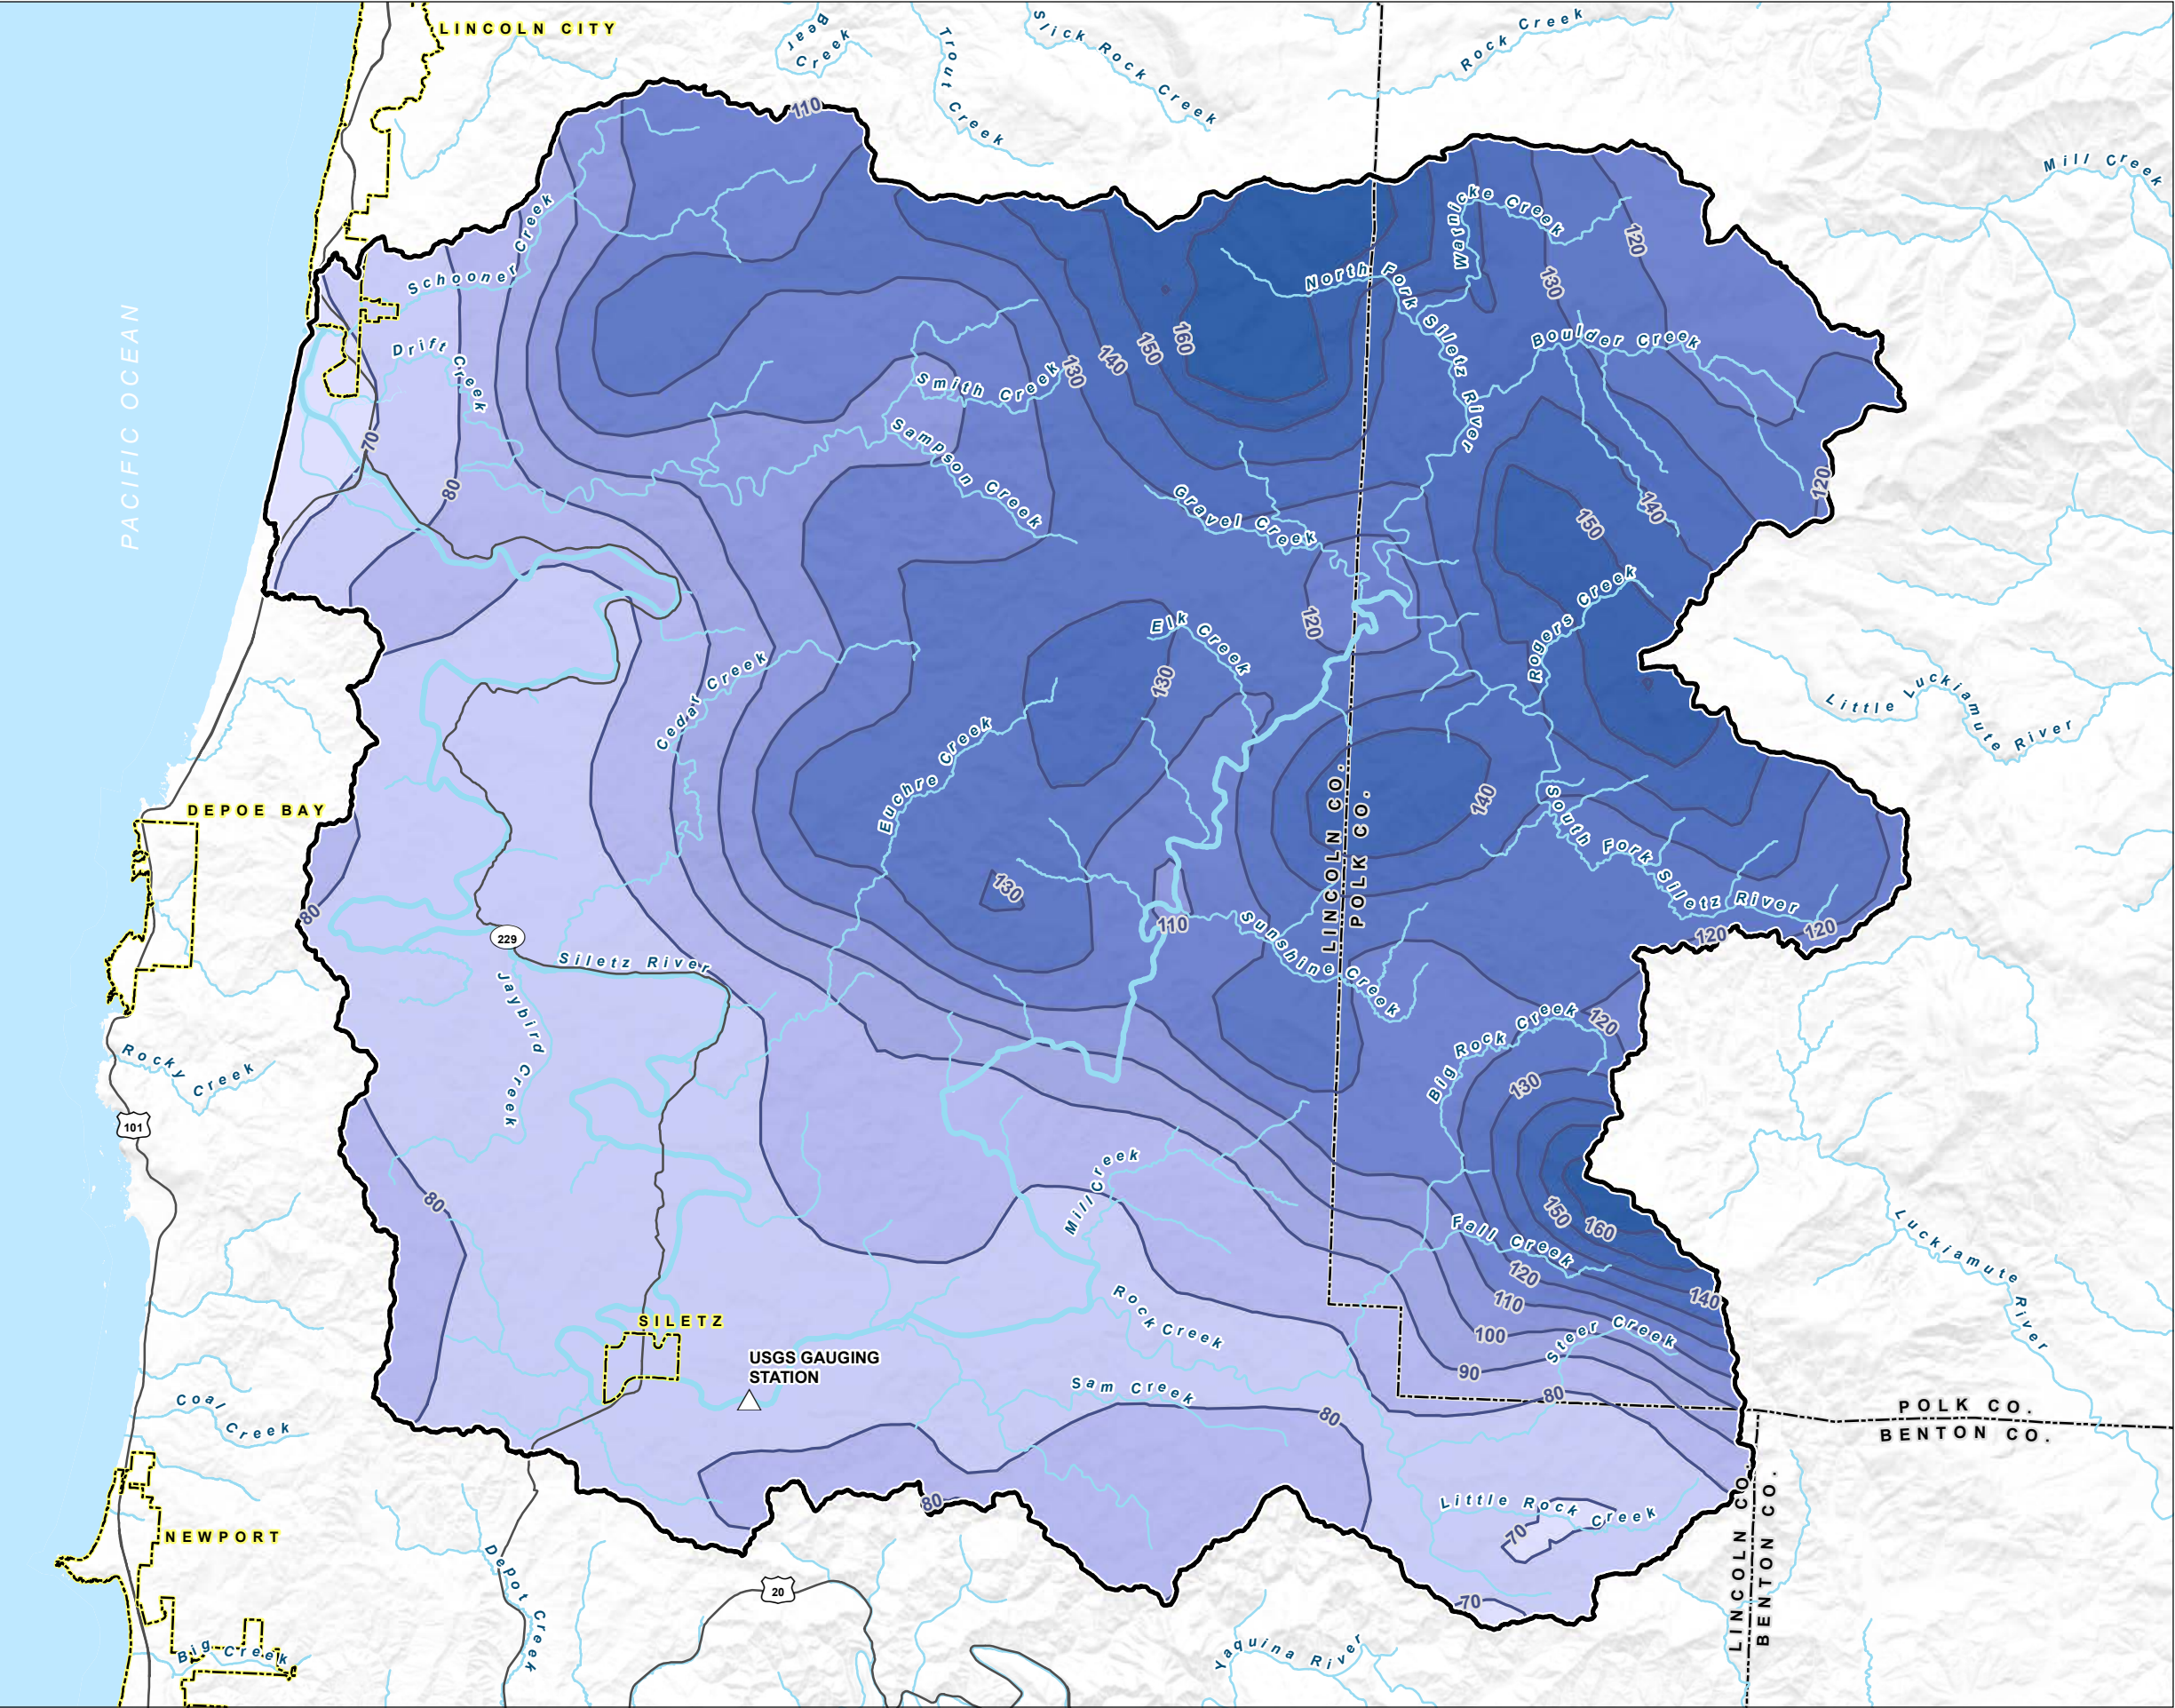 LINCOLN CITY
Bear
Creek
Trout Creek
Slick Rock Creek
Rock Creek
Mill Creek
110
Warnicke Creek
120
130
Schooner Creek
North Fork Siletz River
PACIFIC OCEAN
Drift Creek
Smith Creek
130
140
150
160
Boulder Creek
70
80
Sampson Creek
Gravel Creek
150
140
120
Rogers Creek
120
Elk Creek
130
Cedar Creek
Little Luckiamute River
Euchre Creek
LINCOLN CO.
POLK CO.
140
DEPOE BAY
South Fork Siletz River
130
80
110
Sunshine Creek
120
120
229
Siletz River
Jaybird Creek
Big Rock Creek
120
Rocky Creek
130
101
80
Mill Creek
150
160
Luckiamute River
Fall Creek
120
140
110
100
90
80
Rock Creek
Steer Creek
SILETZ
USGS GAUGING
STATION
Sam Creek
80
Coal Creek
POLK CO.
BENTON CO.
80
Little Rock Creek
70
LINCOLN CO.
BENTON CO.
NEWPORT
Depot Creek
20
70
Big Creek
Yaquina River